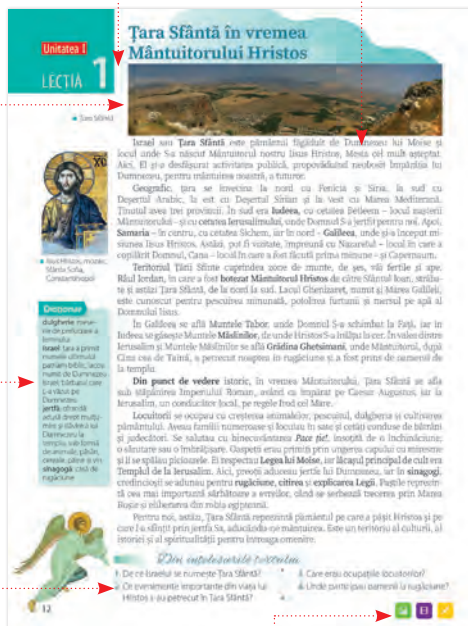 Unitatea I
LECȚIA 1
Țara Sfântă în vremea
Mântuitorului Hristos
Țara Sfântă
Israel sau Țara Sfântă este pământul făgăduit de Dumnezeu lui Moise și
locul unde S-a născut Mântuitorul nostru Iisus Hristos, Mesia cel mult așteptat.
Aici, El și-a desfășurat activitatea publică, propovăduind neobosit Împărăția lui
Dumnezeu, pentru mântuirea noastră, a tuturor.
Geografic, țara se învecina la nord cu Fenicia și Siria, la sud cu
Deșertul Arabic, la est cu Deșertul Sirian și la vest cu Marea Mediterană.
Ținutul avea trei provincii. În sud era Iudeea, cu cetatea Betleem – locul nașterii
Mântuitorului – și cu cetatea Ierusalimului, unde Domnul S-a jertfit pentru noi. Apoi,
Samaria – în centru, cu cetatea Sichem, iar în nord – Galileea, unde și-a început mi-
siunea Iisus Hristos. Astăzi, pot fi vizitate, împreună cu Nazaretul – locul în care a
copilărit Domnul, Cana – locul în care a fost făcută prima minune – și Capernaum.
Teritoriul Țării Sfinte cuprindea zone de munte, de șes, văi fertile și ape.
Râul Iordan, în care a fost botezat Mântuitorul Hristos de către Sfântul Ioan, străba-
te și astăzi Țara Sfântă, de la nord la sud. Lacul Ghenizaret, numit și Marea Galileii,
este cunoscut pentru pescuirea minunată, potolirea furtunii și mersul pe apă al
Domnului Iisus.
În Galileea se află Muntele Tabor, unde Domnul S-a schimbat la Față, iar în
Iudeea se găsește Muntele Măslinilor, de unde Hristos S-a înălțat la cer. În valea dintre
Ierusalim și Muntele Măslinilor se află Grădina Ghetsimani, unde Mântuitorul, după
Cina cea de Taină, a petrecut noaptea în rugăciune și a fost prins de oamenii de
la templu.
Din punct de vedere istoric, în vremea Mântuitorului, Țara Sfântă se afla
sub stăpânirea Imperiului Roman, având ca împărat pe Caesar Augustus, iar la
Ierusalim, un conducător local, pe regele Irod cel Mare.
Locuitorii se ocupau cu creșterea animalelor, pescuitul, dulgheria și cultivarea
pământului. Aveau familii numeroase și locuiau în sate și cetăți conduse de bătrâni
și judecători. Se salutau cu binecuvântarea Pace ție!, însoțită de o închinăciune,
o sărutare sau o îmbrățișare. Oaspeții erau primiți prin ungerea capului cu miresme
și li se spălau picioarele. Ei respectau Legea lui Moise, iar lăcașul principal de cult era
Templul de la Ierusalim. Aici, preoții aduceau jertfe lui Dumnezeu, iar în sinagogi,
credincioșii se adunau pentru rugăciune, citirea și explicarea Legii. Paștile reprezin-
tă cea mai importantă sărbătoare a evreilor, când se serbează trecerea prin Marea
Roșie și eliberarea din robia egipteană.
Pentru noi, astăzi, Țara Sfântă reprezintă pământul pe care a pășit Hristos și pe
care l-a sfințit prin jertfa Sa, aducându-ne mântuirea. Este un teritoriu al culturii, al
istoriei și al spiritualității pentru întreaga omenire.
Iisus Hristos, mozaic,
Sfânta Sofia,
Constantinopol
Dicționar
dulgherie: mese-
rie de prelucrare a
lemnului
jertfă: ofrandă
sinagogă: casă de
rugăciune
Din înțelesurile textului
1. De ce Israelul se numește Țara Sfântă?
2. Ce evenimente importante din viața lui
Hristos s-au petrecut în Țara Sfântă?
3. Care erau ocupațiile locuitorilor?
4. Unde participau oamenii la rugăciune?
12